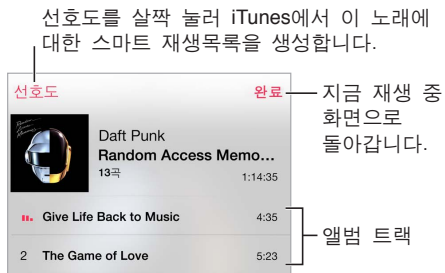 선호도를 살짝 눌러 iTunes에서 이 노래에
대한 스마트 재생목록을 생성합니다.
선호도
완료
지금 재생 중
화면으로
돌아갑니다.
Daft Punk
Random Access Memo...
13곡
1:14:35
Give Life Back to Music 4:35
앨범 트랙
2 The Game of Love 5:23